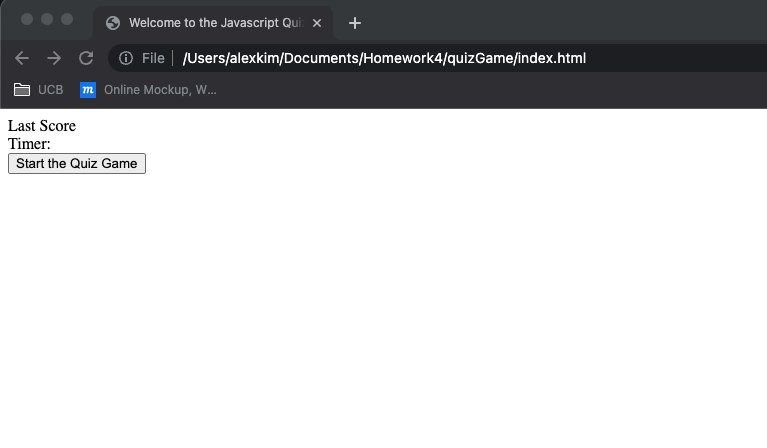 Welcome to the Javascript Qui
File /Users/alexkim/Documents/Homework4/quizGame/index.html
UCB m Online Mockup, W...
Last Score
Timer:
Start the Quiz Game